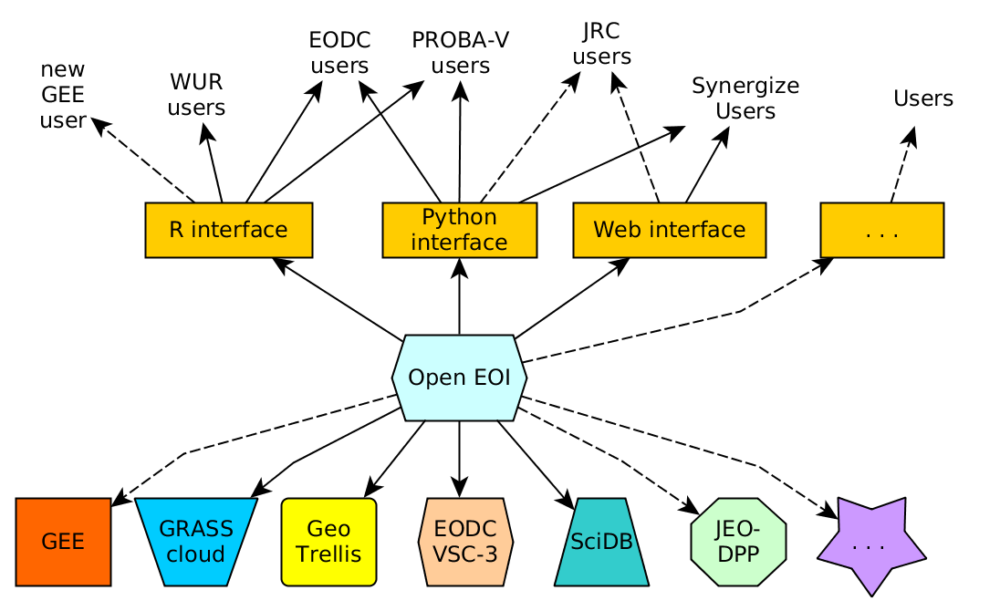 new
GEE
user
WUR
users
EODC
users
PROBA-V
users
JRC
users
Synergize
Users
Users
R interface
Python
interface
Web interface
. . .
Open EOI
GEE
GRASS
cloud
Geo
Trellis
EODC
VSC-3
SciDB
JEO-
DPP
. . .